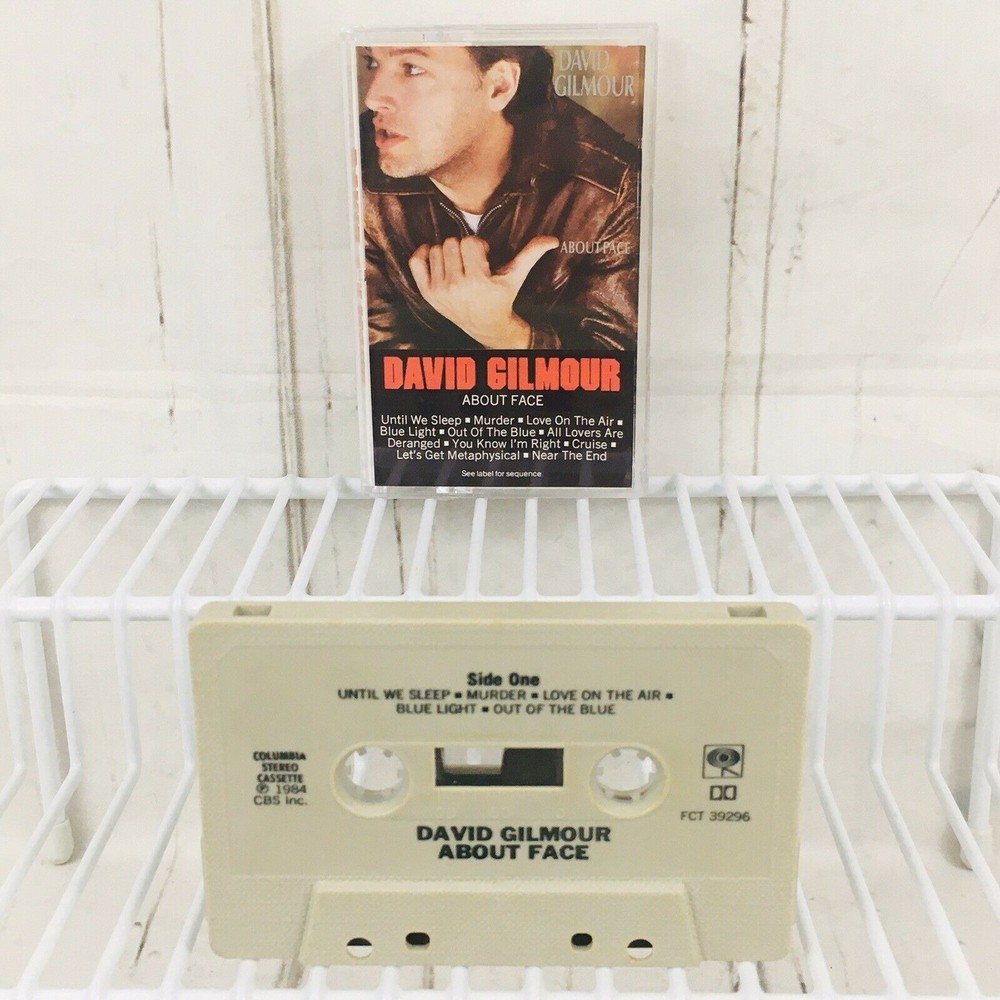 DAVID
GILMOUR
ABOUT FACE
DAVID GILMOUR
ABOUT FACE
Until We Sleep ▪ Murder ▪ Love On The Air ▪
Blue Light ▪ Out Of The Blue ▪ All Lovers Are
Deranged ▪ You Know I'm Right ▪ Cruise ▪
Let's Get Metaphysical ▪ Near The End
See label for sequence.
Side One
UNTIL WE SLEEP ▪ MURDER ▪ LOVE ON THE AIR ▪
BLUE LIGHT ▪ OUT OF THE BLUE
COLUMBIA
STEREO
CASSETTE
℗ 1984
CBS Inc.
FCT 39296
DAVID GILMOUR
ABOUT FACE